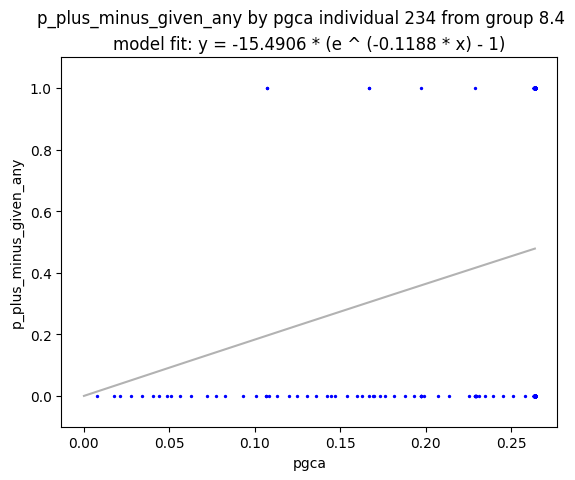 p_plus_minus_given_any by pgca individual 234 from group 8.4
model fit: y = -15.4906 * (e ^ (-0.1188 * x) - 1)
1.0
0.8
0.6
0.4
0.2
0.0
p_plus_minus_given_any
0.00 0.05 0.10 0.15 0.20 0.25
pgca